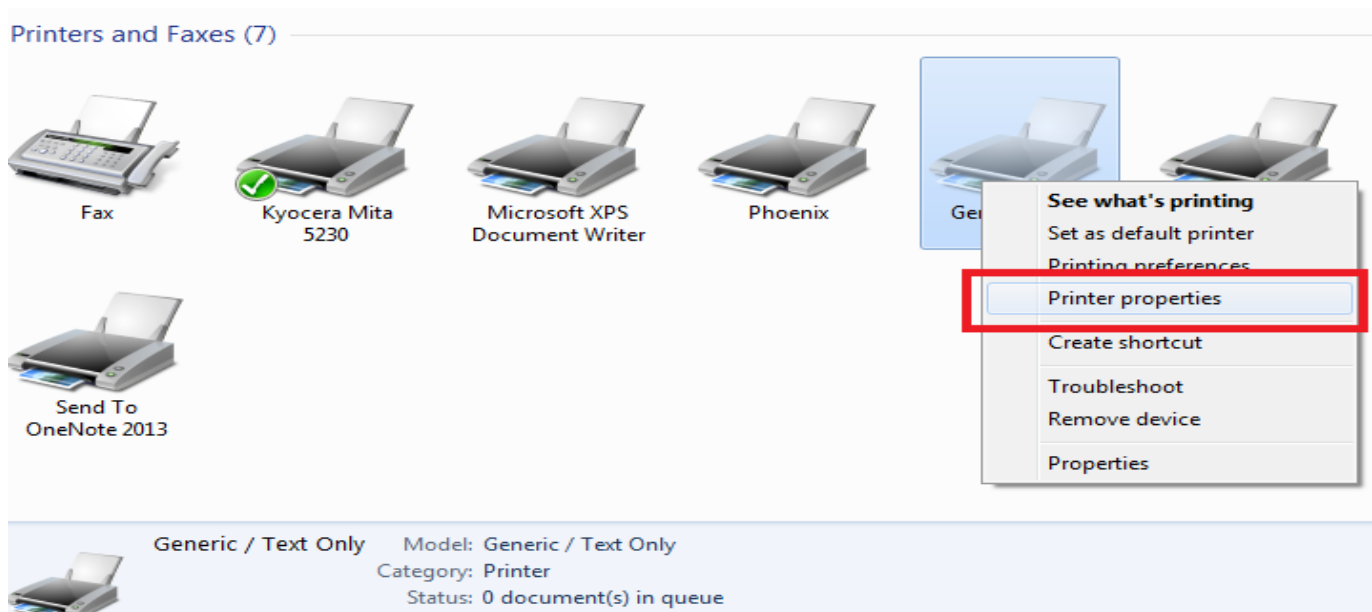 Printers and Faxes (7)
Fax
Kyocera Mita
5230
Microsoft XPS
Document Writer
Phoenix
See what's printing
Set as default printer
Printing preferences
Printer properties
Create shortcut
Troubleshoot
Remove device
Properties
Send To
OneNote 2013
Generic / Text Only Model: Generic / Text Only
Category: Printer
Status: 0 document(s) in queue